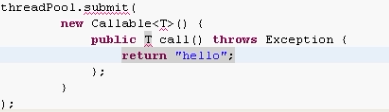 threadPool.submit(
        new Callable<T>() {
            public T call() throws Exception {
                return "hello";
            };
        }
);